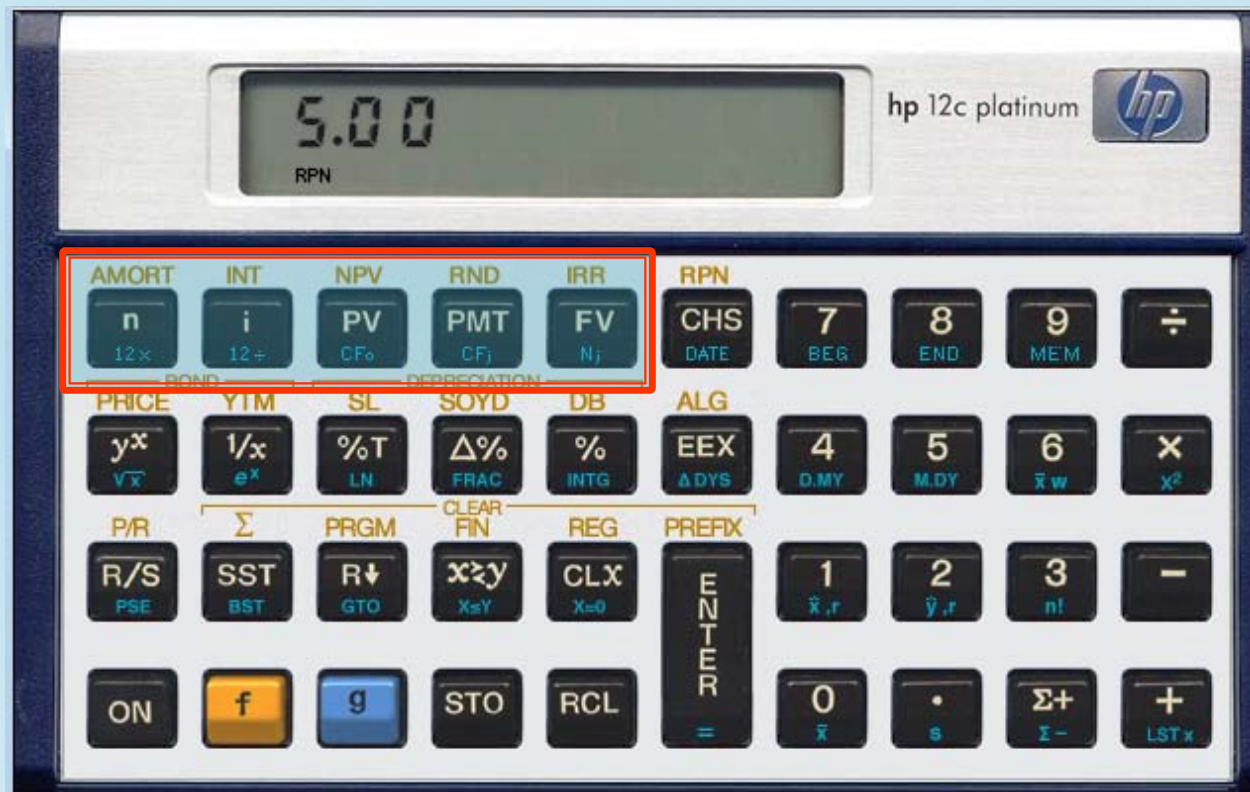 5.00
RPN
hp 12c platinum
hp
AMORT INT NPV RND IRR RPN
n i PV PMT FV CHS 7 8 9 ÷
12× 12÷ CFo CFj Nj DATE BEG END MEM
BOND DEPRECIATION
PRICE YTM SL SOYD DB ALG
yˣ 1/x %T Δ% % EEX 4 5 6 ×
√x eˣ LN FRAC INTG ΔDYS D.MY M.DY x̄w x²
CLEAR
P/R Σ PRGM FIN REG PREFIX
R/S SST R↓ x≷y CLx ENTER 1 2 3 −
PSE BST GTO X≤Y X=0 x̂,r ŷ,r n!
ON f g STO RCL 0 . Σ+ +
= x̄ s Σ− LST x